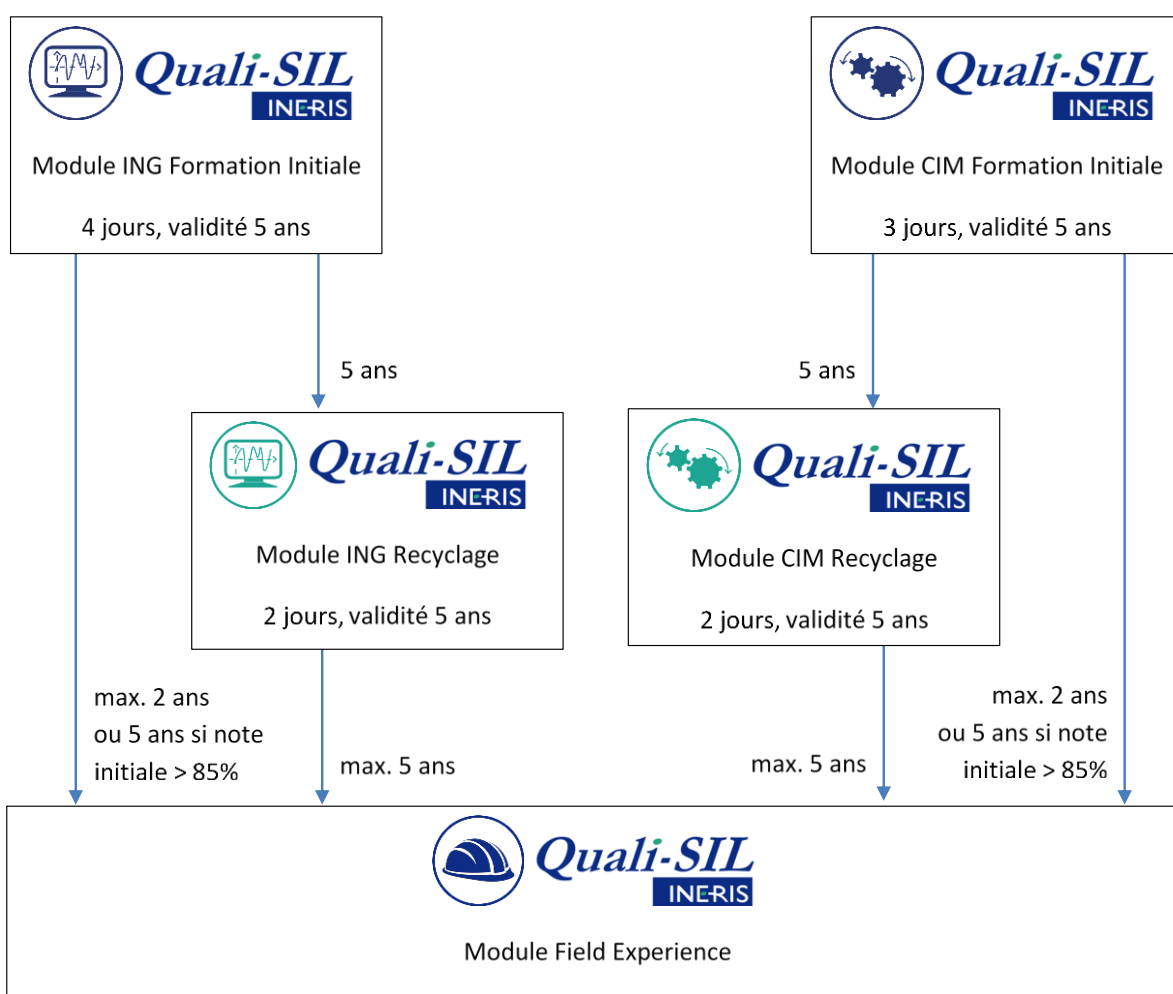 Quali-SIL
INERIS
Module ING Formation Initiale
4 jours, validité 5 ans
Quali-SIL
INERIS
Module CIM Formation Initiale
3 jours, validité 5 ans
5 ans
5 ans
Quali-SIL
INERIS
Module ING Recyclage
2 jours, validité 5 ans
Quali-SIL
INERIS
Module CIM Recyclage
2 jours, validité 5 ans
max. 2 ans
ou 5 ans si note
initiale > 85%
max. 5 ans
max. 5 ans
max. 2 ans
ou 5 ans si note
initiale > 85%
Quali-SIL
INERIS
Module Field Experience